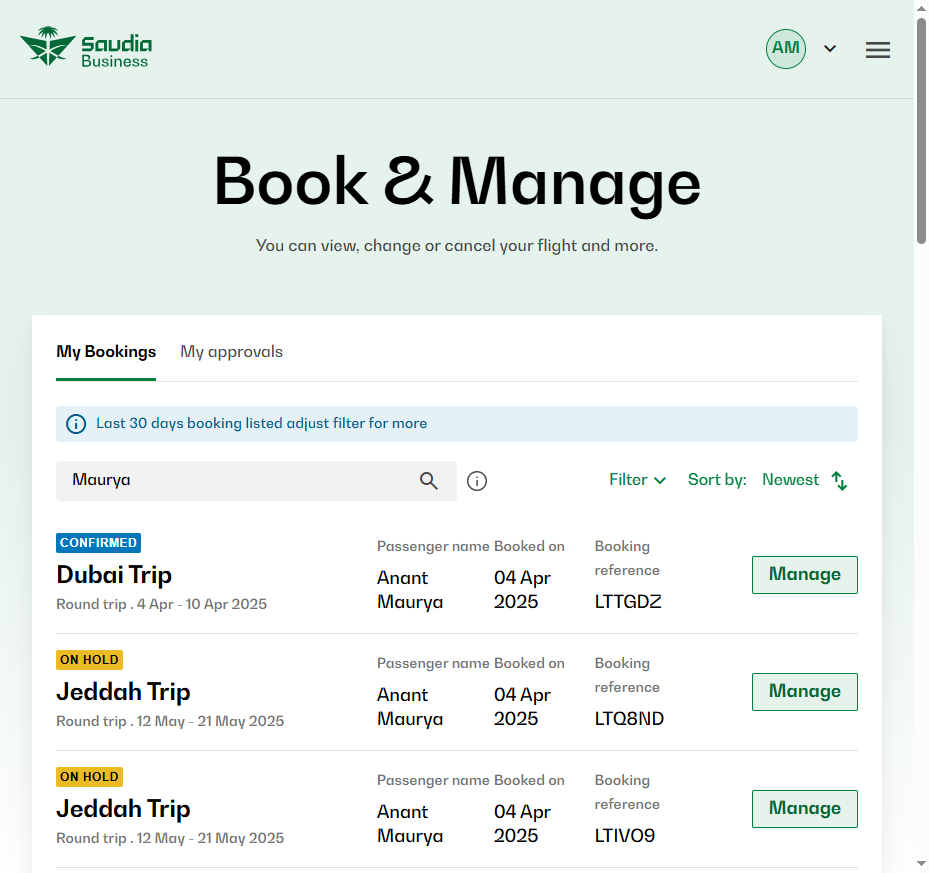 Saudia
Business
AM
Book & Manage
You can view, change or cancel your flight and more.
My Bookings My approvals
Last 30 days booking listed adjust filter for more
Maurya Filter Sort by: Newest
CONFIRMED
Dubai Trip
Round trip . 4 Apr - 10 Apr 2025
Passenger name Booked on Booking
reference
Anant 04 Apr
Maurya 2025 LTTGDZ
Manage
ON HOLD
Jeddah Trip
Round trip . 12 May - 21 May 2025
Passenger name Booked on Booking
reference
Anant 04 Apr
Maurya 2025 LTQ8ND
Manage
ON HOLD
Jeddah Trip
Round trip . 12 May - 21 May 2025
Passenger name Booked on Booking
reference
Anant 04 Apr
Maurya 2025 LTIVO9
Manage